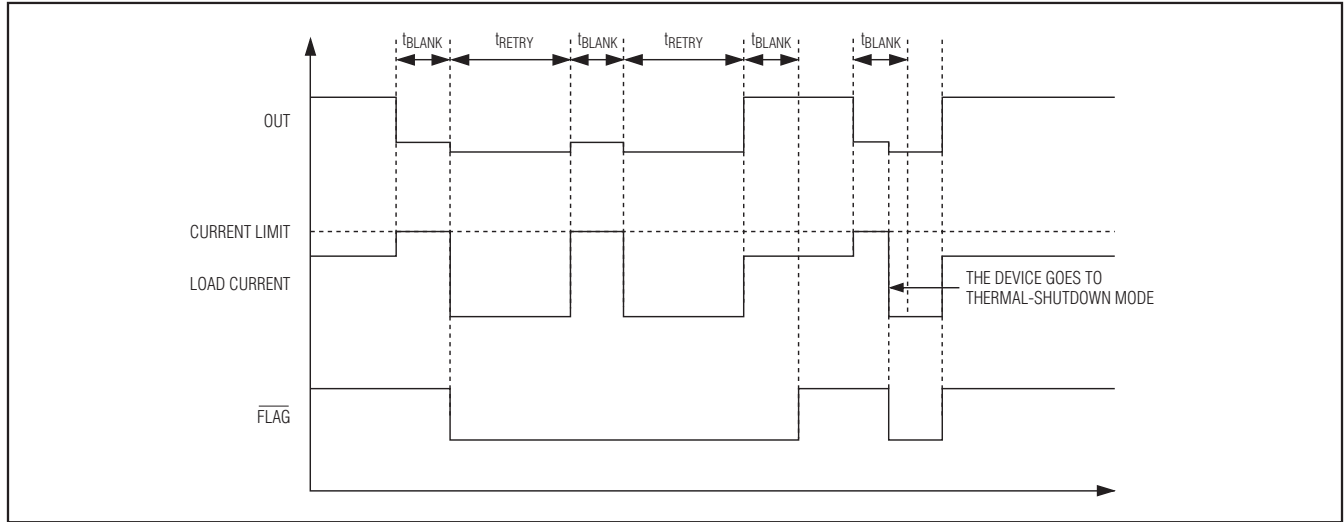 tBLANK tRETRY tBLANK tRETRY tBLANK tBLANK
OUT
CURRENT LIMIT
LOAD CURRENT
THE DEVICE GOES TO
THERMAL-SHUTDOWN MODE
FLAG